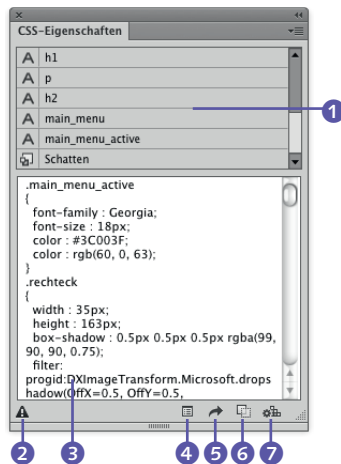 CSS-Eigenschaften
h1
p
h2
1
main_menu
main_menu_active
Schatten
.main_menu_active
{
font-family : Georgia;
font-size : 18px;
color : #3C003F;
color : rgb(60, 0, 63);
}
.rechteck
{
width : 35px;
height : 163px;
box-shadow : 0.5px 0.5px 0.5px rgba(99,
90, 90, 0.75);
filter:
progid:DXImageTransform.Microsoft.drops
hadow(OffX=0.5, OffY=0.5,
2 3 4 5 6 7